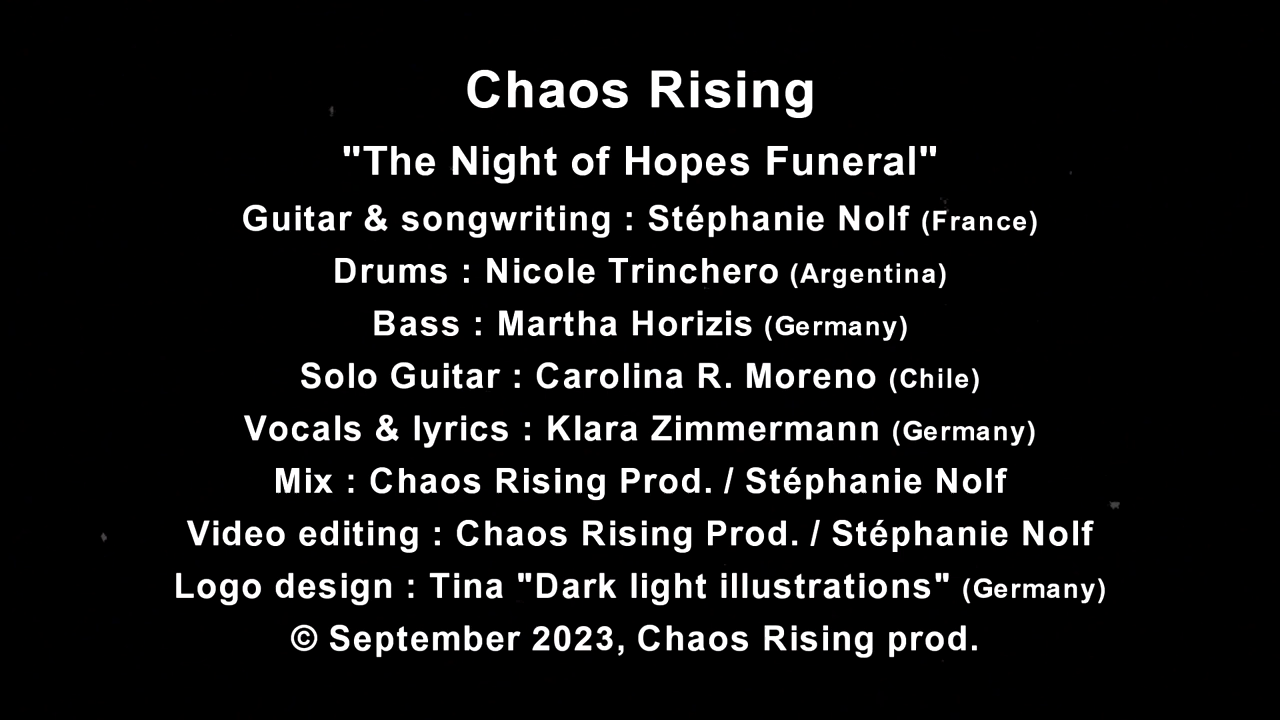 Chaos Rising
"The Night of Hopes Funeral"
Guitar & songwriting : Stéphanie Nolf (France)
Drums : Nicole Trinchero (Argentina)
Bass : Martha Horizis (Germany)
Solo Guitar : Carolina R. Moreno (Chile)
Vocals & lyrics : Klara Zimmermann (Germany)
Mix : Chaos Rising Prod. / Stéphanie Nolf
Video editing : Chaos Rising Prod. / Stéphanie Nolf
Logo design : Tina "Dark light illustrations" (Germany)
© September 2023, Chaos Rising prod.